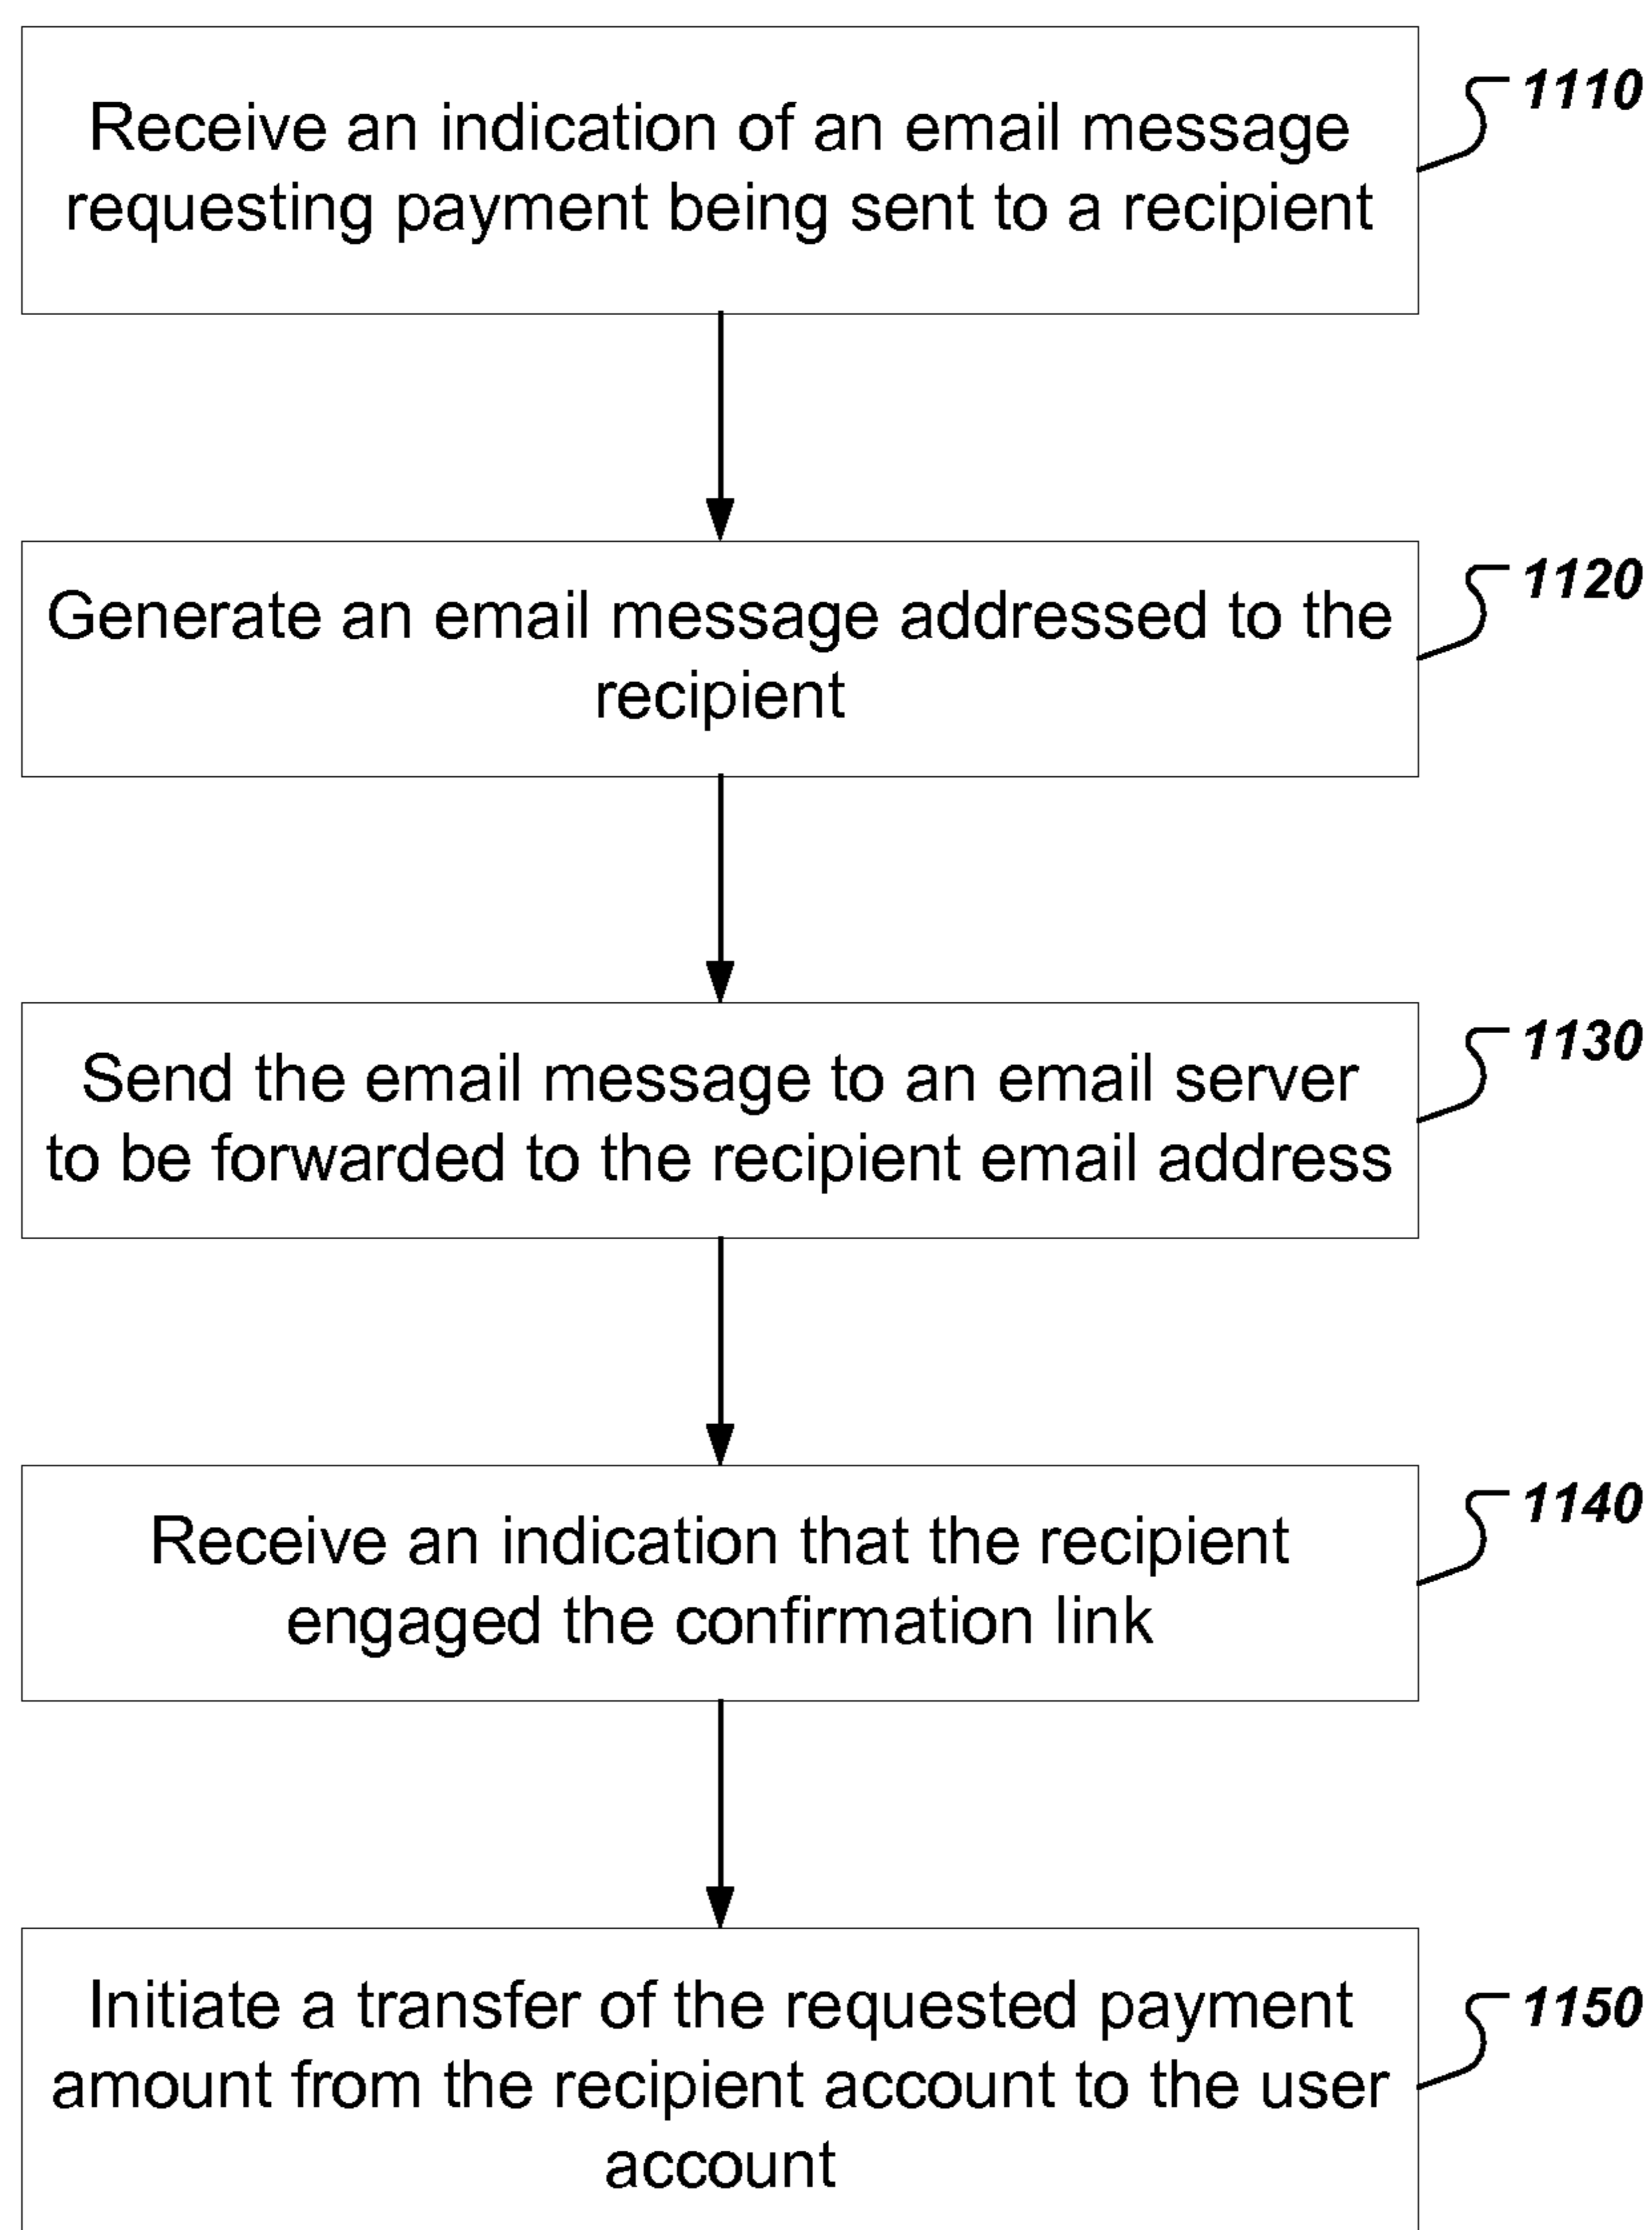 Receive an indication of an email message
requesting payment being sent to a recipient
1110
Generate an email message addressed to the
recipient
1120
Send the email message to an email server
to be forwarded to the recipient email address
1130
Receive an indication that the recipient
engaged the confirmation link
1140
Initiate a transfer of the requested payment
amount from the recipient account to the user
account
1150